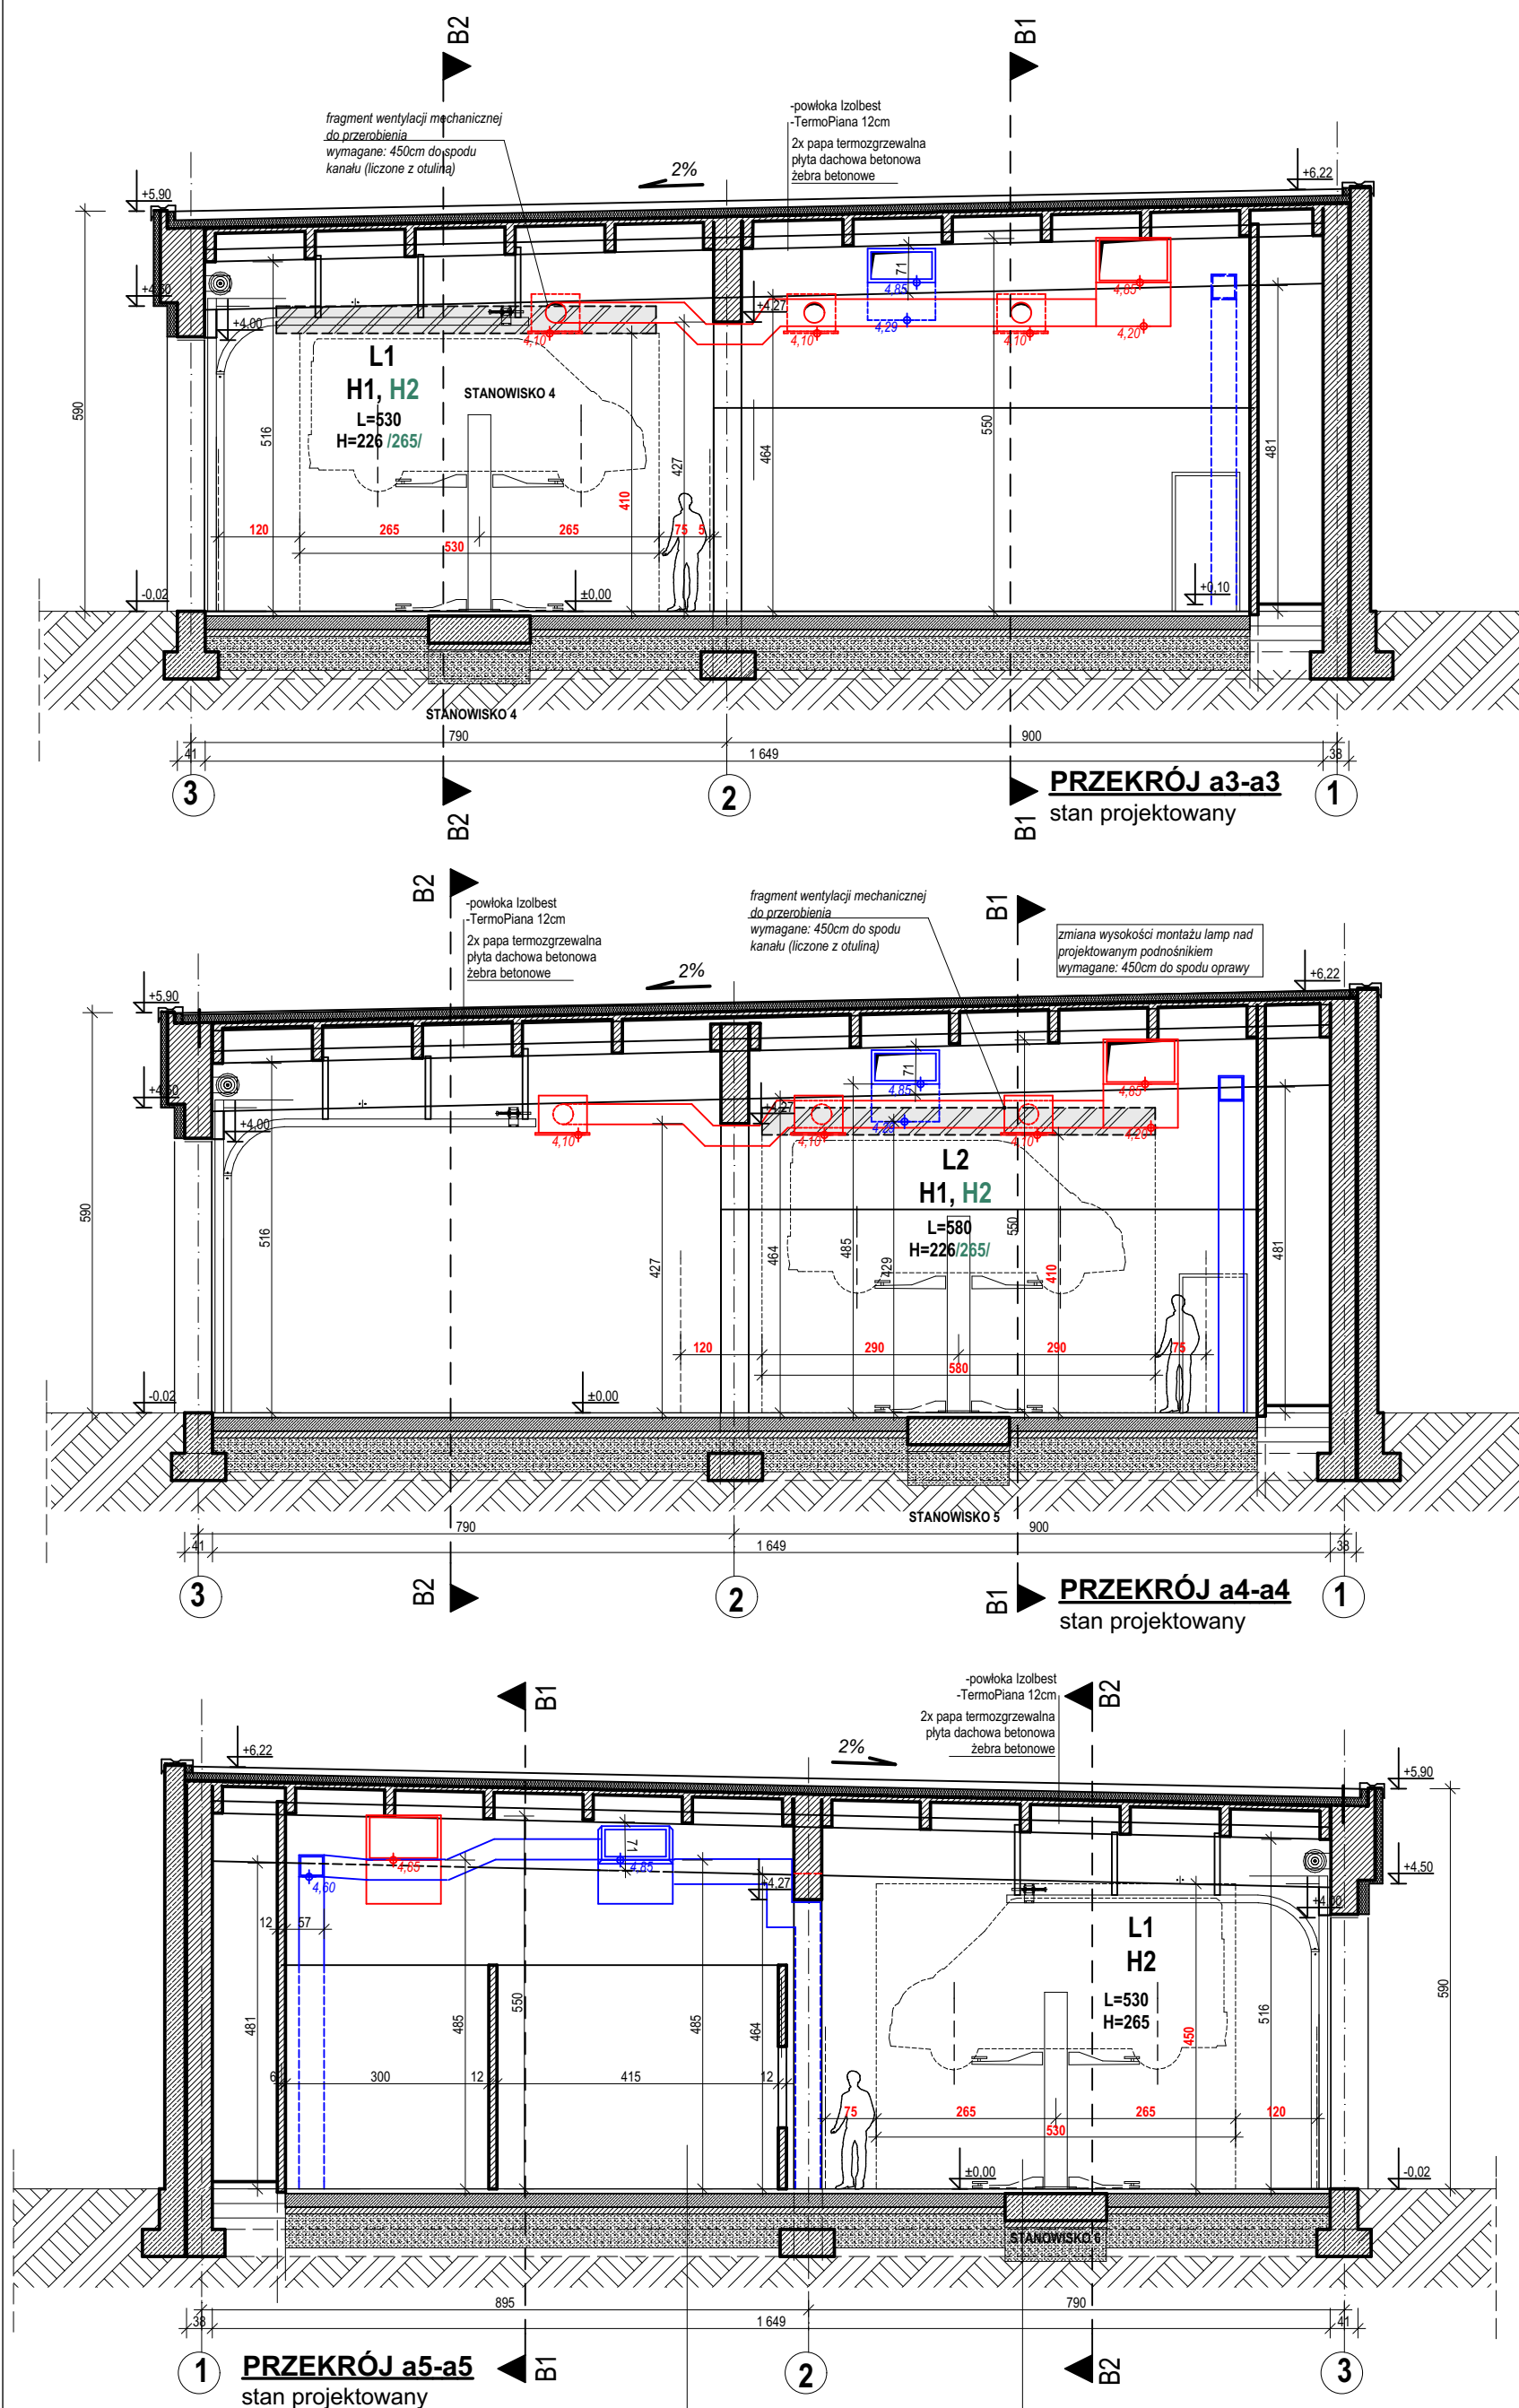 B2
B1
fragment wentylacji mechanicznej
do przerobienia
wymagane: 450cm do spodu
kanału (liczone z otuliną)
-powłoka Izolbest
-TermoPiana 12cm
2x papa termozgrzewalna
płyta dachowa betonowa
żebra betonowe
2%
+6,22
+5,90
71
4,85
4,85
+4,50
+4,00
+4,27
4,29
4,10
4,10
4,10
4,20
L1
H1, H2
L=530
H=226 /265/
STANOWISKO 4
590
516
427
464
550
481
410
120
265
265
75
5
530
-0,02
±0,00
+0,10
STANOWISKO 4
790
900
41
1 649
38
3
2
1
B2
B1
PRZEKRÓJ a3-a3
stan projektowany
B2
B1
-powłoka Izolbest
-TermoPiana 12cm
2x papa termozgrzewalna
płyta dachowa betonowa
żebra betonowe
fragment wentylacji mechanicznej
do przerobienia
wymagane: 450cm do spodu
kanału (liczone z otuliną)
zmiana wysokości montażu lamp nad
projektowanym podnośnikiem
wymagane: 450cm do spodu oprawy
2%
+6,22
+5,90
71
4,85
4,85
+4,50
+4,00
+4,27
4,29
4,10
4,10
4,10
4,20
L2
H1, H2
L=580
H=226/265/
590
516
427
464
485
429
550
410
481
120
290
290
75
580
-0,02
±0,00
STANOWISKO 5
790
900
41
1 649
38
3
2
1
B2
B1
PRZEKRÓJ a4-a4
stan projektowany
B1
B2
-powłoka Izolbest
-TermoPiana 12cm
2x papa termozgrzewalna
płyta dachowa betonowa
żebra betonowe
2%
+6,22
+5,90
71
4,65
4,85
4,60
+4,27
+4,50
+4,00
12
57
L1
H2
L=530
H=265
481
485
550
485
464
450
516
590
6
300
12
415
12
75
265
265
120
530
±0,00
-0,02
STANOWISKO 6
895
790
38
1 649
41
1
2
3
B1
B2
PRZEKRÓJ a5-a5
stan projektowany